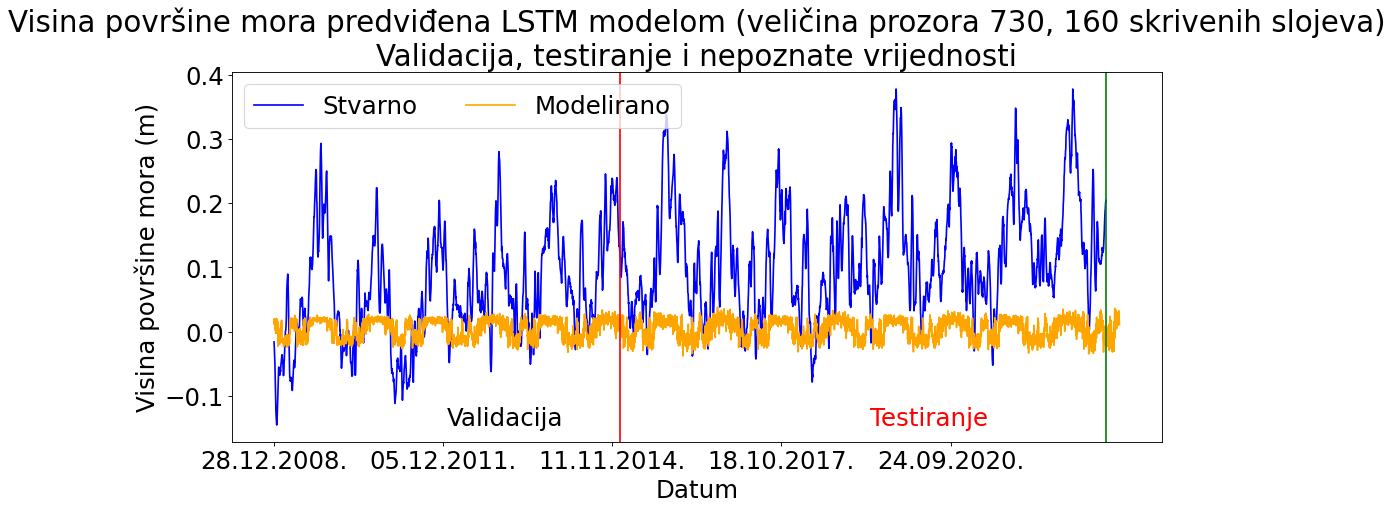 Visina površine mora predviđena LSTM modelom (veličina prozora 730, 160 skrivenih slojeva)
Validacija, testiranje i nepoznate vrijednosti
Stvarno
Modelirano
Visina površine mora (m)
0.4
0.3
0.2
0.1
0.0
−0.1
Validacija
Testiranje
28.12.2008.
05.12.2011.
11.11.2014.
18.10.2017.
24.09.2020.
Datum